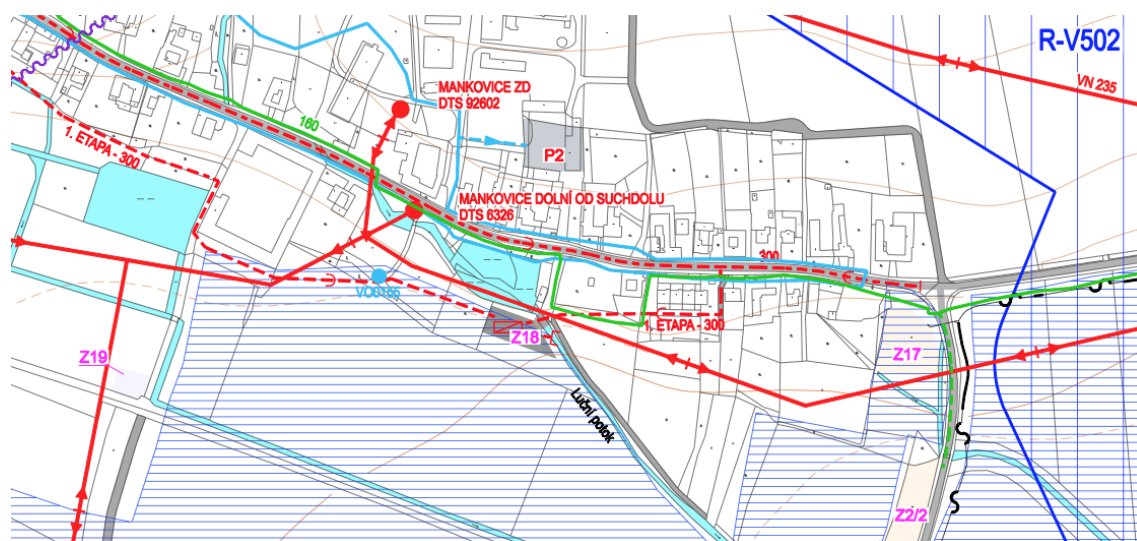 R-V502
VN 235
MANKOVICE ZD
DTS 92602
160
1. ETAPA - 300
P2
MANKOVICE DOLNÍ OD SUCHDOLU
DTS 6326
300
VO0165
1. ETAPA - 300
Z18
Z17
Z19
Luční potok
Z2/2